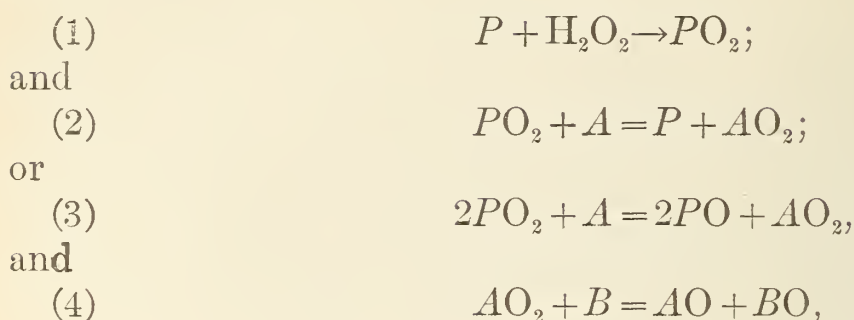 (1) P+H₂O₂→PO₂;
and
(2) PO₂+A=P+AO₂;
or
(3) 2PO₂+A=2PO+AO₂,
and
(4) AO₂+B=AO+BO,